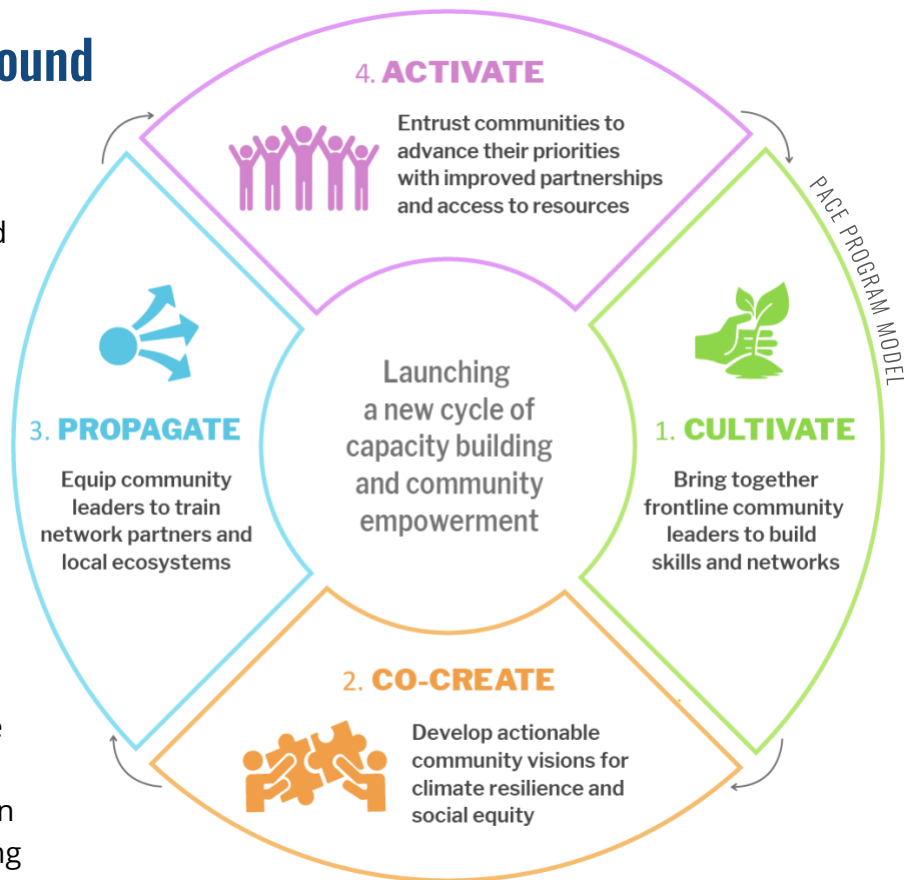 ound
d
e
n
ng
4. ACTIVATE
Entrust communities to
advance their priorities
with improved partnerships
and access to resources
PACE PROGRAM MODEL
1. CULTIVATE
Bring together
frontline community
leaders to build
skills and networks
2. CO-CREATE
Develop actionable
community visions for
climate resilience and
social equity
3. PROPAGATE
Equip community
leaders to train
network partners and
local ecosystems
Launching
a new cycle of
capacity building
and community
empowerment